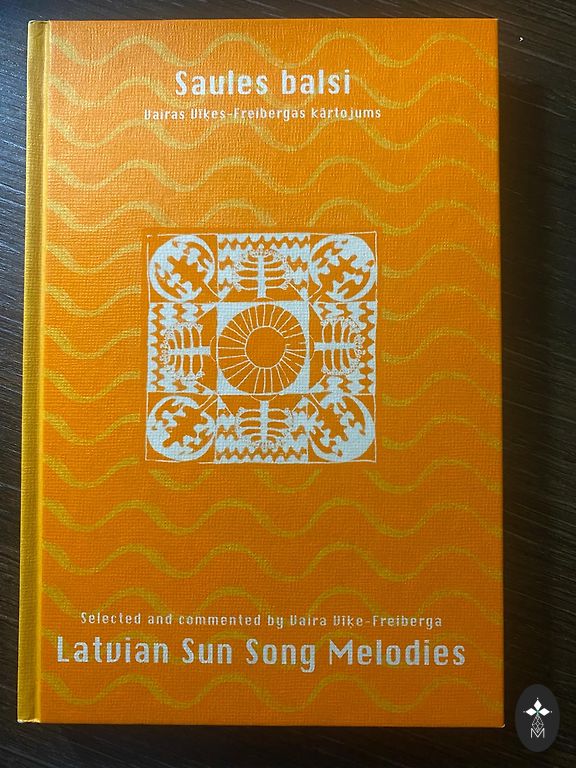 Saules balsi
Vairas Vīķes-Freibergas kārtojums
Selected and commented by Vaira Vīķe-Freiberga
Latvian Sun Song Melodies
M